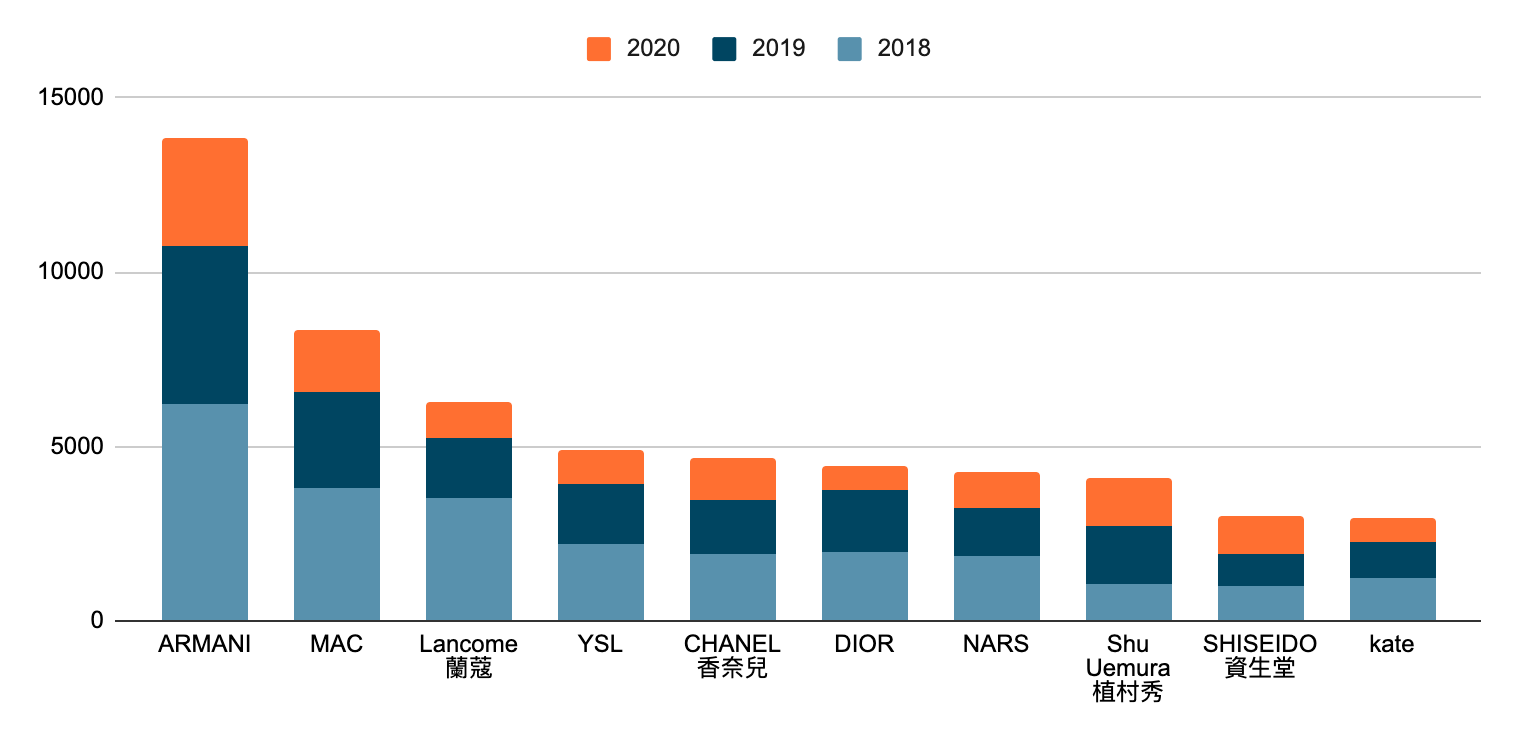 2020 2019 2018
15000
10000
5000
0
ARMANI
MAC
Lancome
蘭蔻
YSL
CHANEL
香奈兒
DIOR
NARS
Shu
Uemura
植村秀
SHISEIDO
資生堂
kate